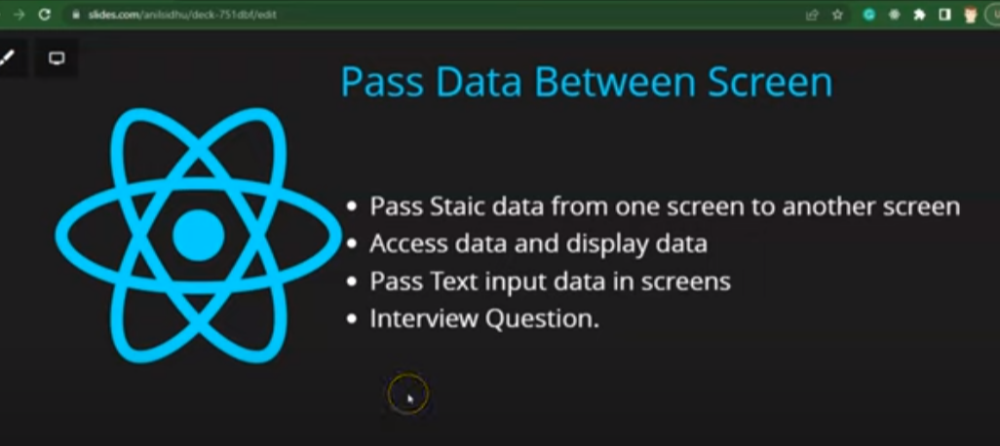 slides.com/anilsidhu/deck-751dbf/edit
Pass Data Between Screen
• Pass Staic data from one screen to another screen
• Access data and display data
• Pass Text input data in screens
• Interview Question.